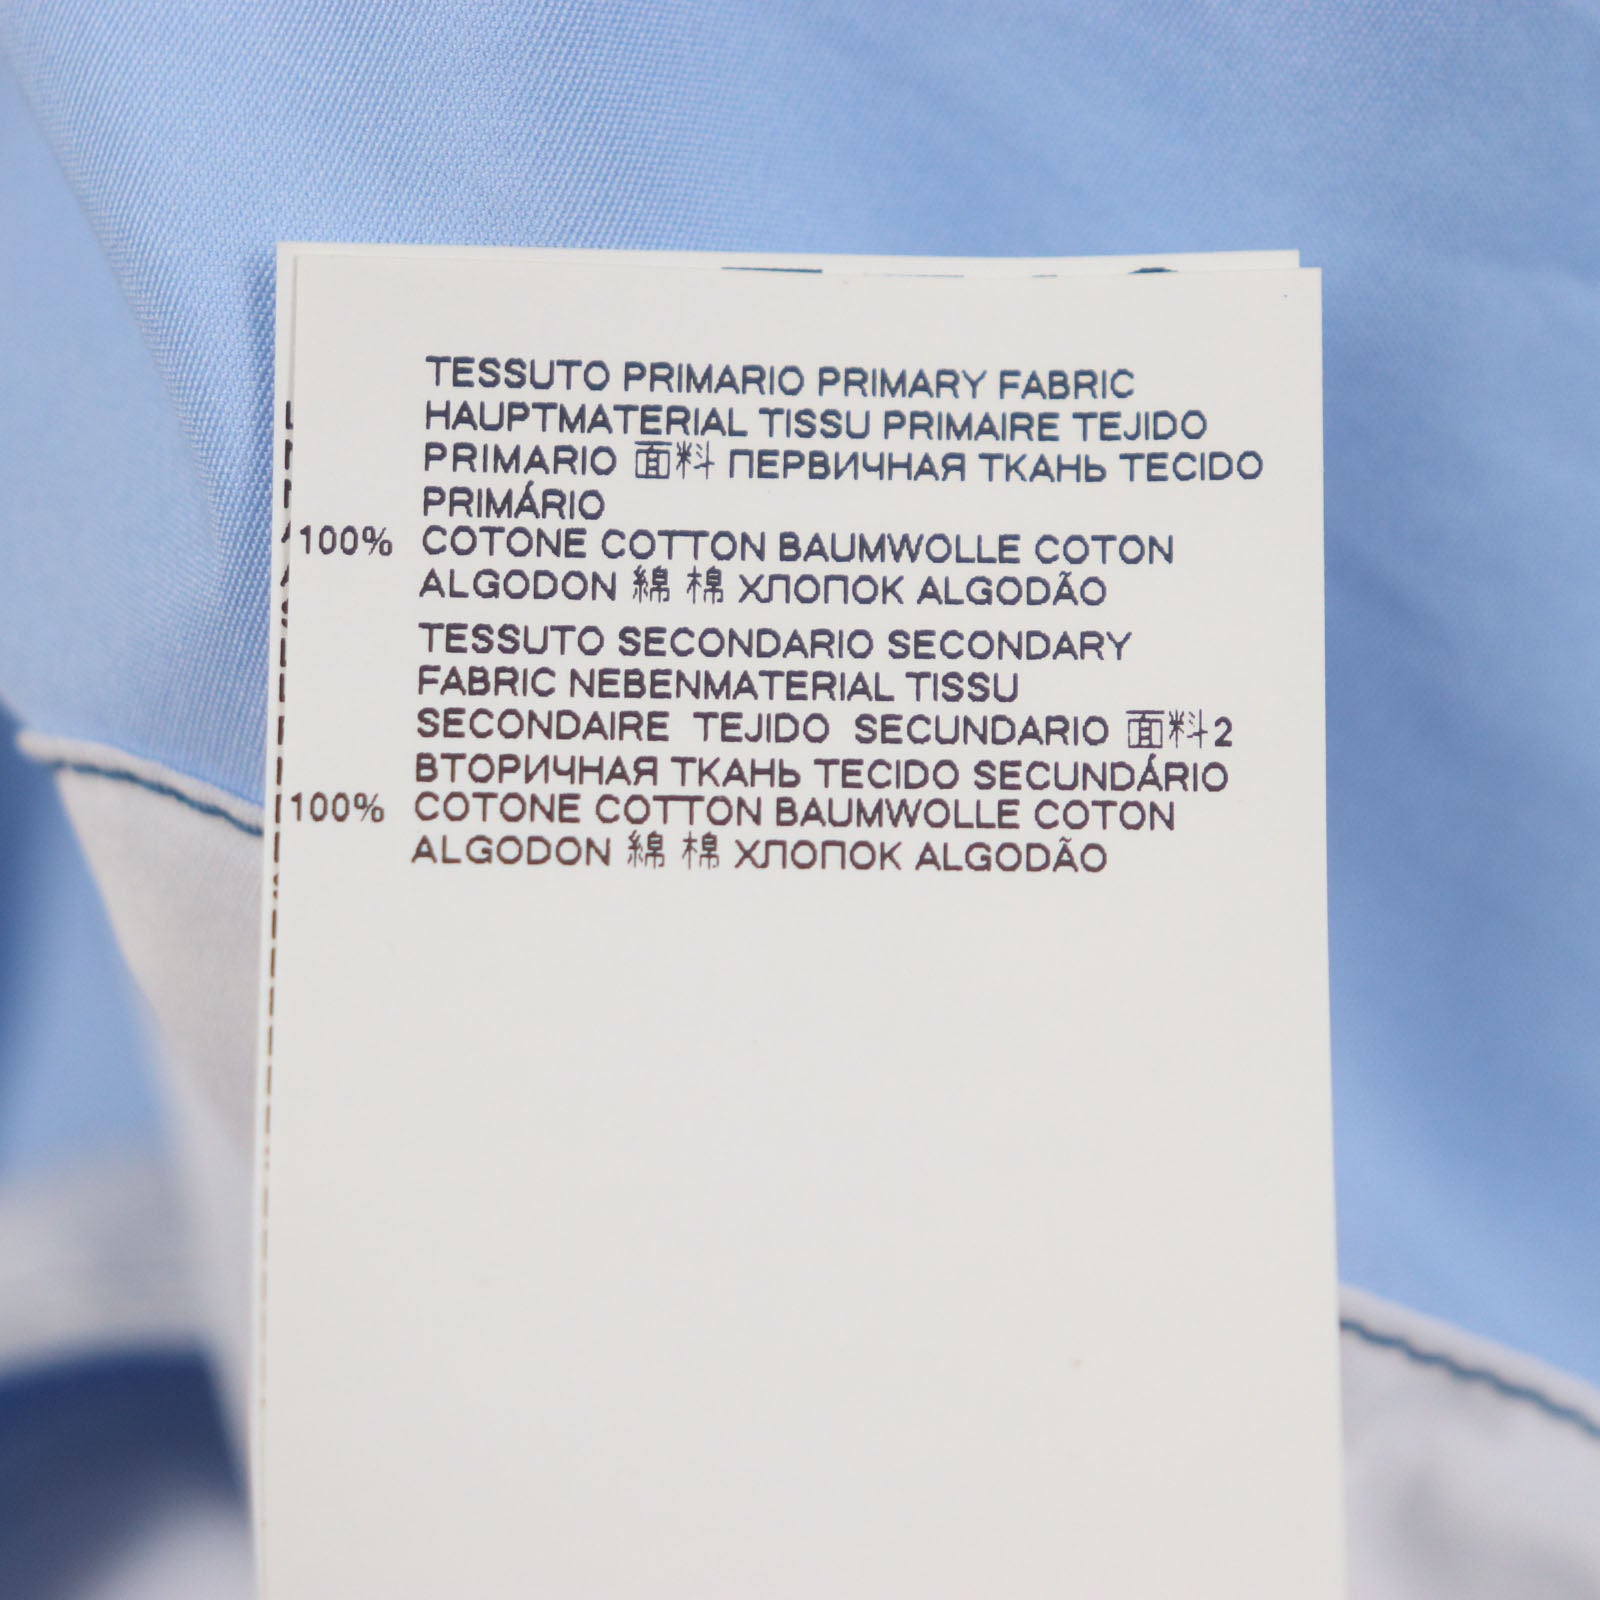 TESSUTO PRIMARIO PRIMARY FABRIC
HAUPTMATERIAL TISSU PRIMAIRE TEJIDO
PRIMARIO 面料 ПЕРВИЧНАЯ ТКАНЬ TECIDO
PRIMÁRIO
100% COTONE COTTON BAUMWOLLE COTON
ALGODON 綿 棉 ХЛОПОК ALGODÃO
TESSUTO SECONDARIO SECONDARY
FABRIC NEBENMATERIAL TISSU
SECONDAIRE TEJIDO SECUNDARIO 面料2
ВТОРИЧНАЯ ТКАНЬ TECIDO SECUNDÁRIO
100% COTONE COTTON BAUMWOLLE COTON
ALGODON 綿 棉 ХЛОПОК ALGODÃO